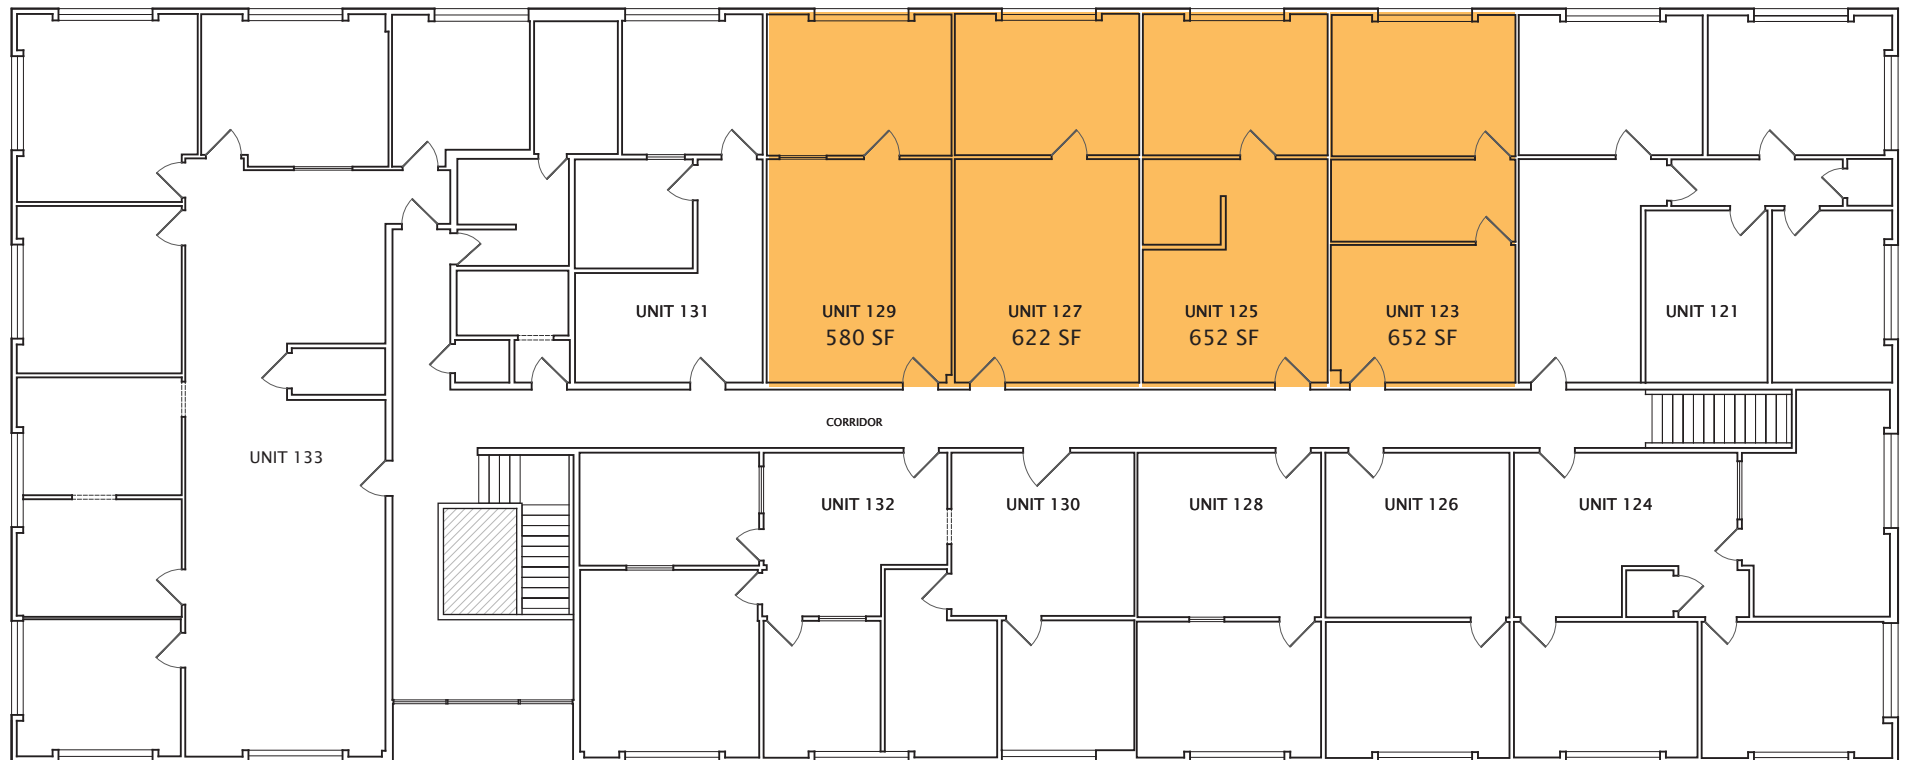 UNIT 131
UNIT 129
580 SF
UNIT 127
622 SF
UNIT 125
652 SF
UNIT 123
652 SF
UNIT 121
CORRIDOR
UNIT 133
UNIT 132
UNIT 130
UNIT 128
UNIT 126
UNIT 124